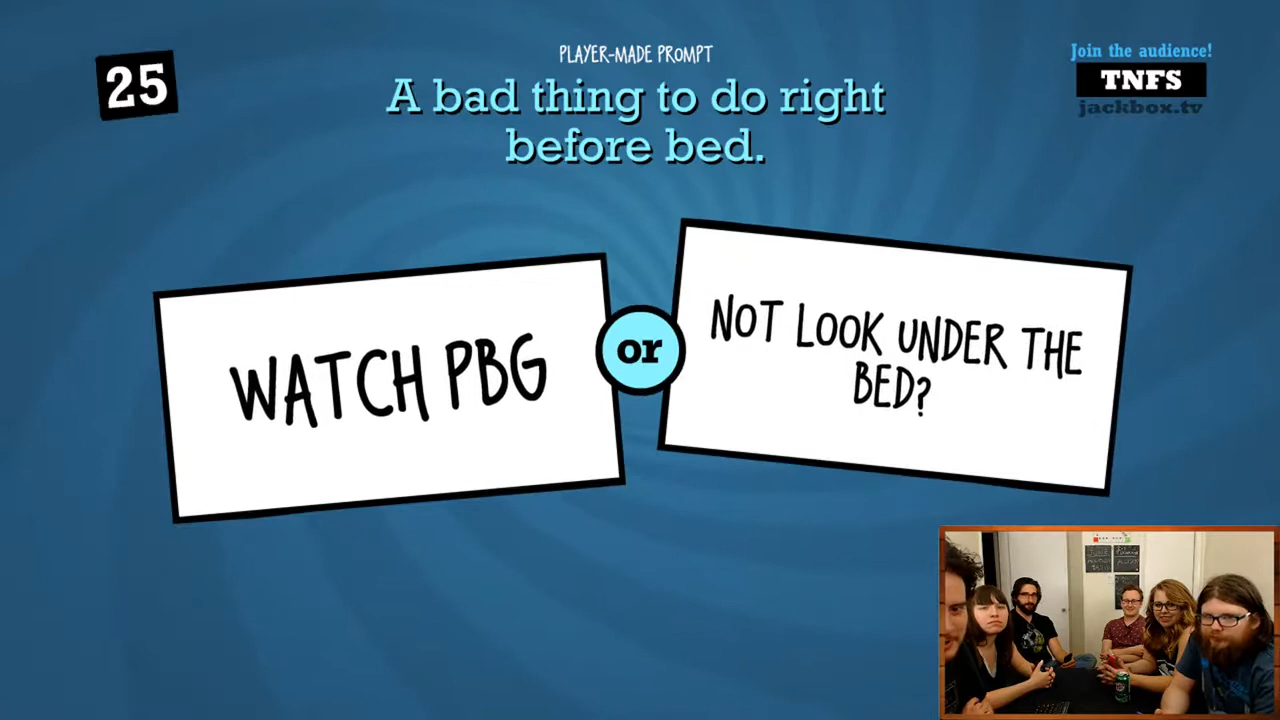 25
PLAYER-MADE PROMPT
A bad thing to do right
before bed.
Join the audience!
TNFS
jackbox.tv
WATCH PBG
or
NOT LOOK UNDER THE
BED?